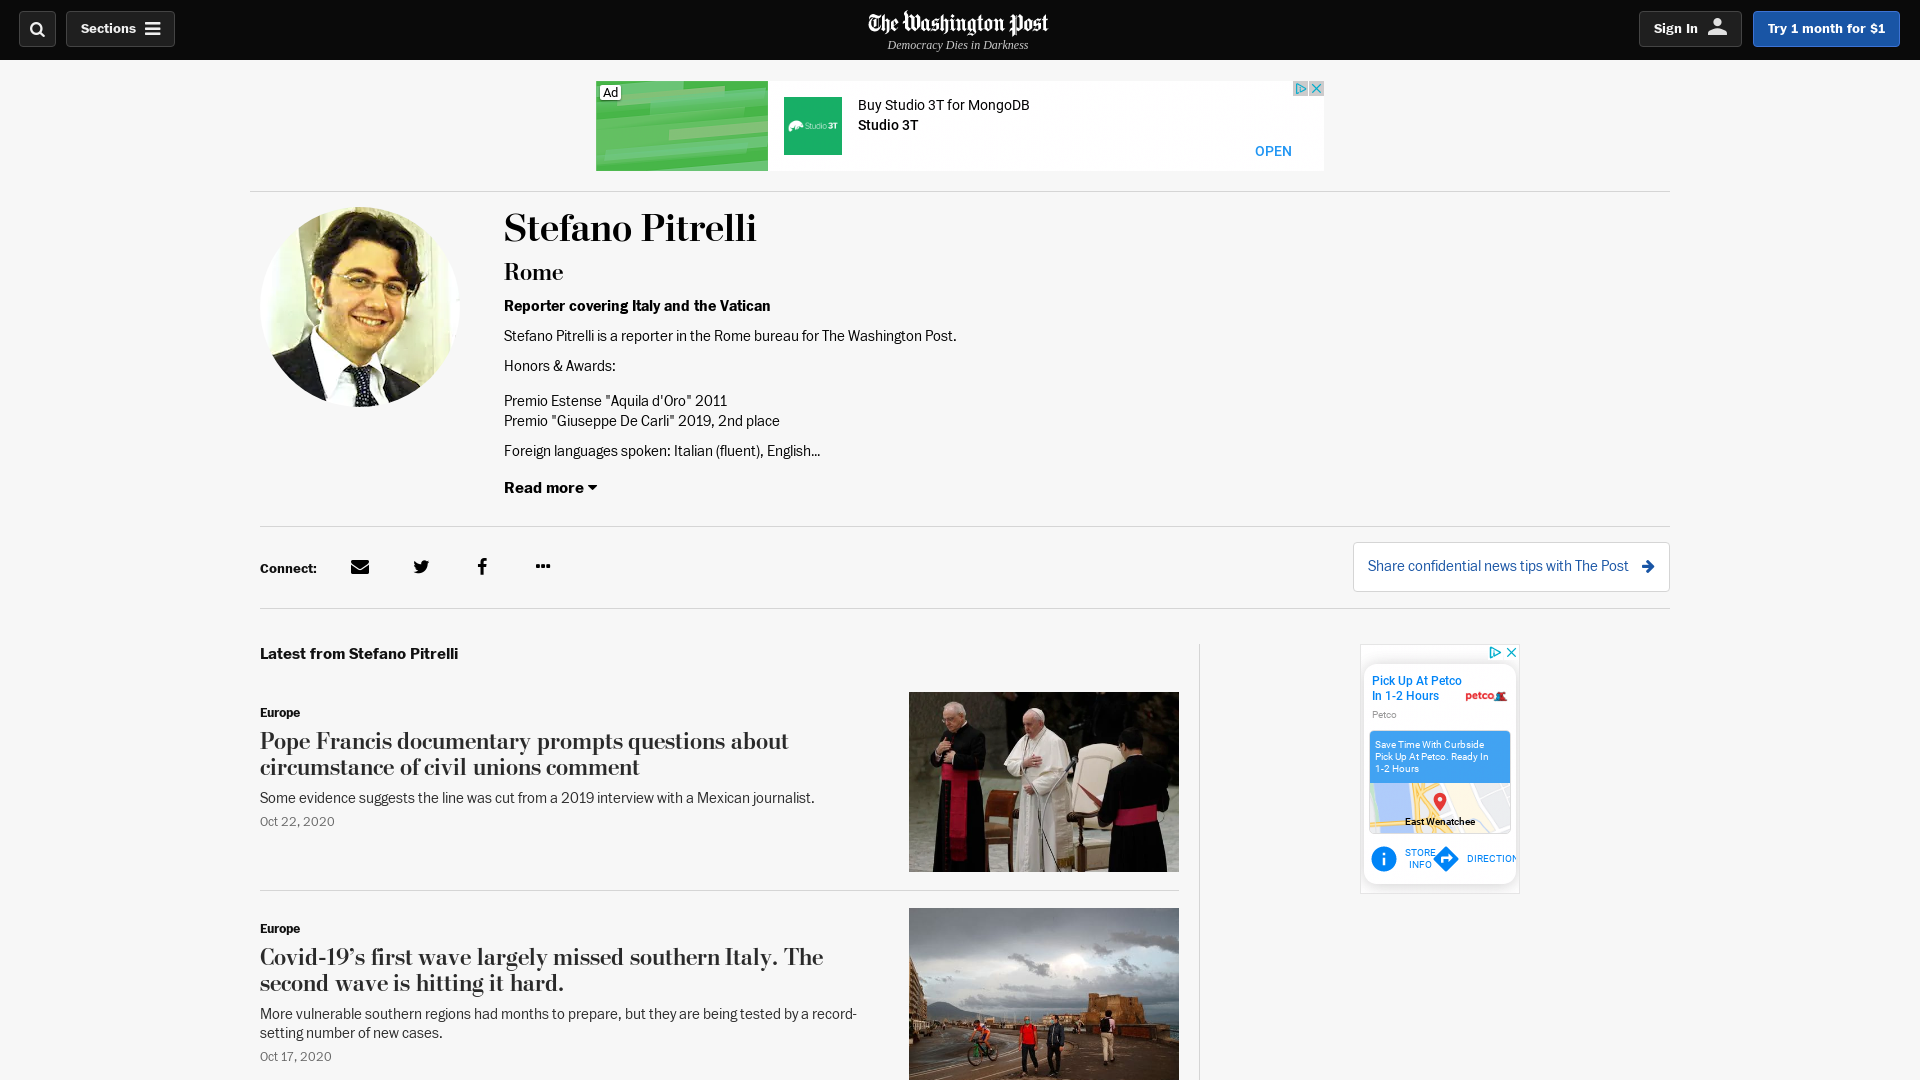 Sections
The Washington Post
Democracy Dies in Darkness
Sign In
Try 1 month for $1
Ad
Studio 3T
Buy Studio 3T for MongoDB
Studio 3T
OPEN
Stefano Pitrelli
Rome
Reporter covering Italy and the Vatican
Stefano Pitrelli is a reporter in the Rome bureau for The Washington Post.
Honors & Awards:
Premio Estense "Aquila d'Oro" 2011
Premio "Giuseppe De Carli" 2019, 2nd place
Foreign languages spoken: Italian (fluent), English...
Read more
Connect:
Share confidential news tips with The Post
Latest from Stefano Pitrelli
Europe
Pope Francis documentary prompts questions about
circumstance of civil unions comment
Some evidence suggests the line was cut from a 2019 interview with a Mexican journalist.
Oct 22, 2020
Europe
Covid-19’s first wave largely missed southern Italy. The
second wave is hitting it hard.
More vulnerable southern regions had months to prepare, but they are being tested by a record-
setting number of new cases.
Oct 17, 2020
Pick Up At Petco
In 1-2 Hours
petco
Petco
Save Time With Curbside
Pick Up At Petco. Ready In
1-2 Hours
East Wenatchee
STORE
INFO
DIRECTION